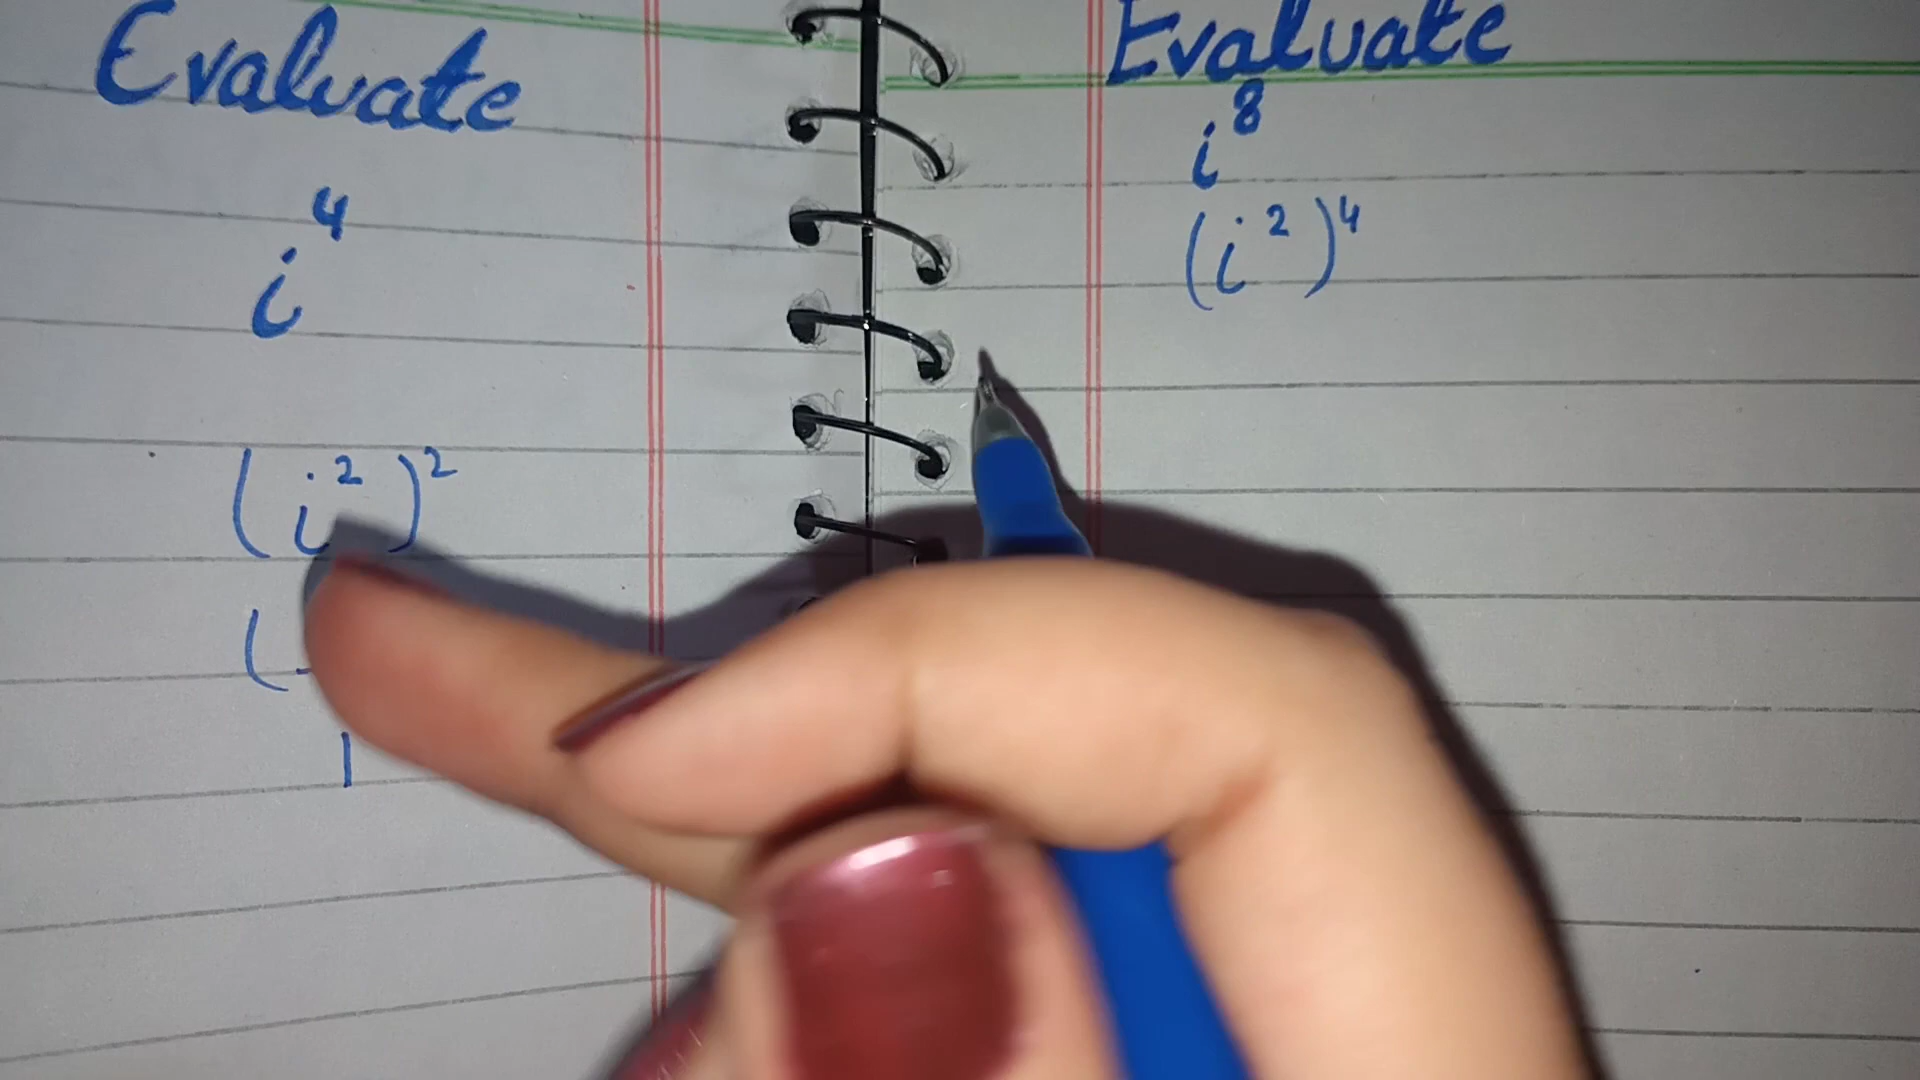 Evaluate
i⁴
(i²)²
(-
1
Evaluate
i⁸
(i²)⁴